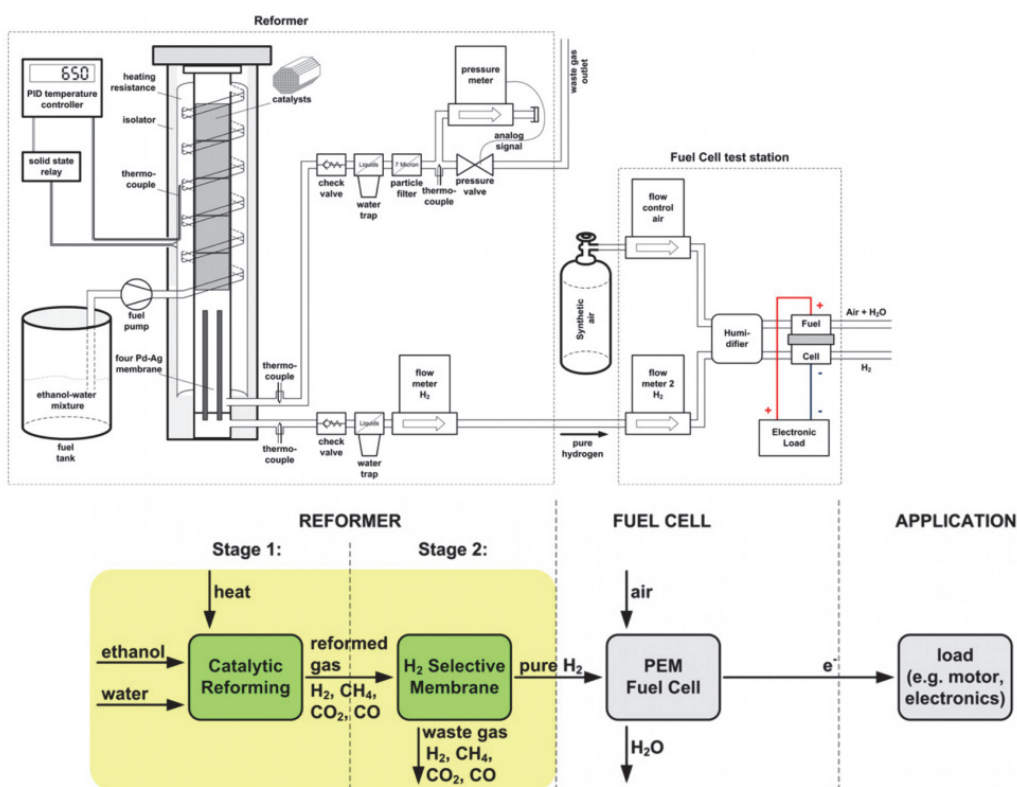 Reformer
650
PID temperature
controller
solid state
relay
heating
resistance
isolator
thermo-
couple
catalysts
pressure
meter
analog
signal
waste gas
outlet
check
valve
Liquids
water
trap
7 Micron
particle
filter
thermo-
couple
pressure
valve
fuel
pump
four Pd-Ag
membrane
ethanol-water
mixture
fuel
tank
thermo-
couple
thermo-
couple
check
valve
Liquids
water
trap
flow
meter
H₂
pure
hydrogen
Fuel Cell test station
flow
control
air
Synthetic
air
Humi-
difier
flow
meter 2
H₂
+
Fuel
Cell
-
Air + H₂O
H₂
+
-
Electronic
Load
REFORMER
FUEL CELL
APPLICATION
Stage 1:
Stage 2:
heat
ethanol
water
Catalytic
Reforming
reformed
gas
H₂, CH₄,
CO₂, CO
H₂ Selective
Membrane
waste gas
H₂, CH₄,
CO₂, CO
pure H₂
air
PEM
Fuel Cell
H₂O
e⁻
load
(e.g. motor,
electronics)